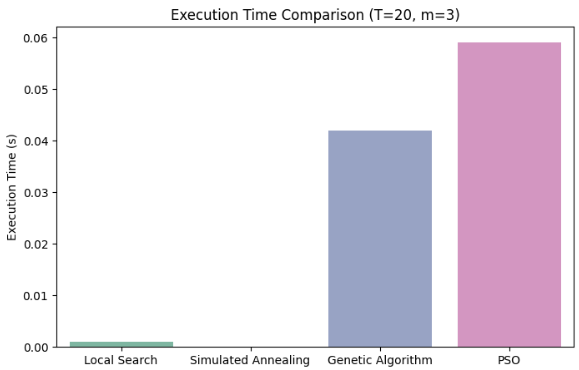 Execution Time Comparison (T=20, m=3)
Execution Time (s)
0.06
0.05
0.04
0.03
0.02
0.01
0.00
Local Search Simulated Annealing Genetic Algorithm PSO